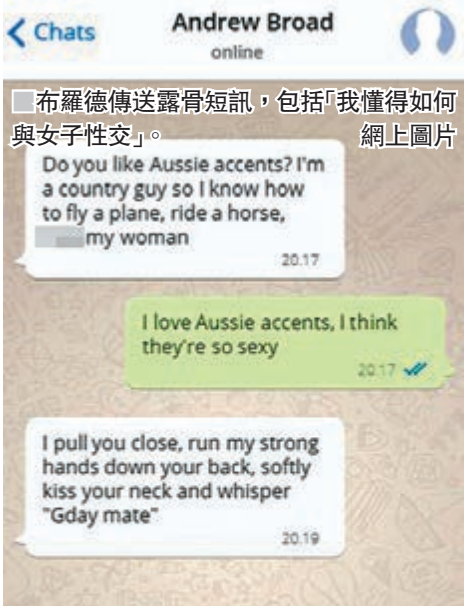 Chats
Andrew Broad
online
布羅德傳送露骨短訊，包括「我懂得如何
與女子性交」。
網上圖片
Do you like Aussie accents? I'm
a country guy so I know how
to fly a plane, ride a horse,
my woman
20.17
I love Aussie accents, I think
they're so sexy
20.17
I pull you close, run my strong
hands down your back, softly
kiss your neck and whisper
"Gday mate"
20.19